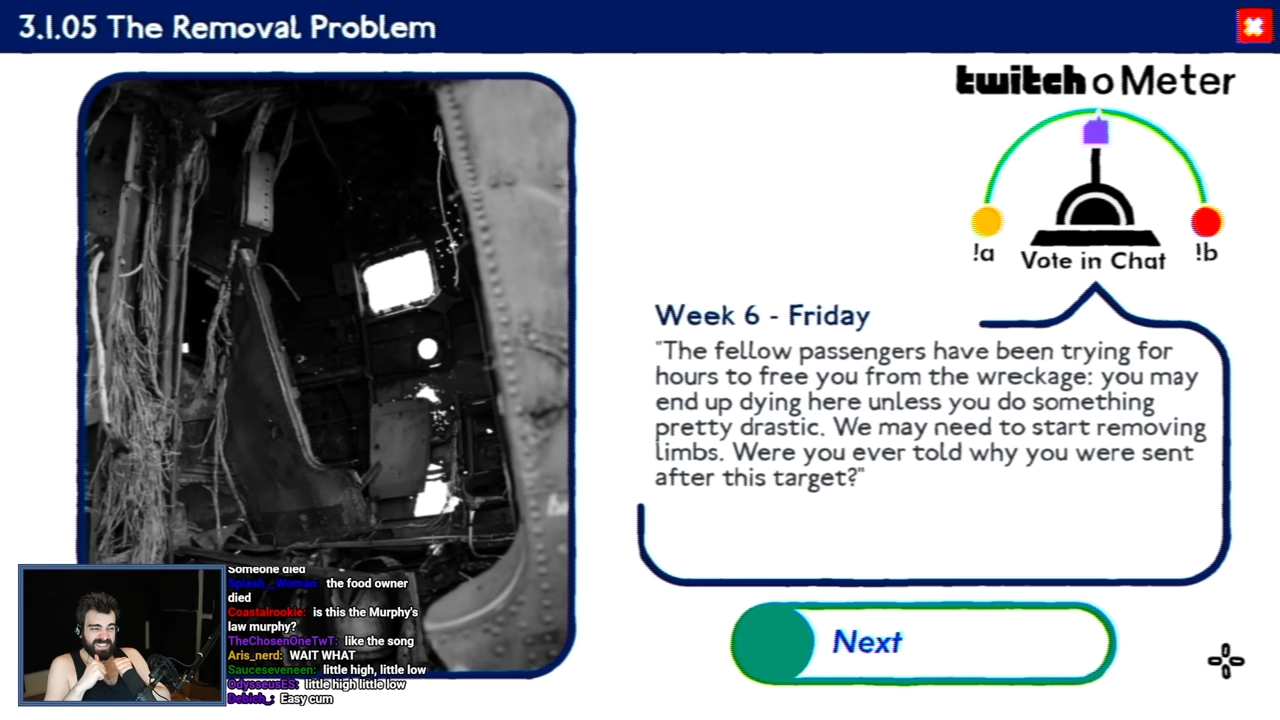 3.1.05 The Removal Problem
twitch o Meter
!a
Vote in Chat
!b
Week 6 - Friday
"The fellow passengers have been trying for
hours to free you from the wreckage: you may
end up dying here unless you do something
pretty drastic. We may need to start removing
limbs. Were you ever told why you were sent
after this target?"
Next
Someone died
Splash__Woman: the food owner
died
Coastalrookie: is this the Murphy's
law murphy?
TheChosenOneTwT: like the song
Aris_nerd: WAIT WHAT
Sauceseveneen: little high, little low
OdysseusES: little high little low
Debich_: Easy cum